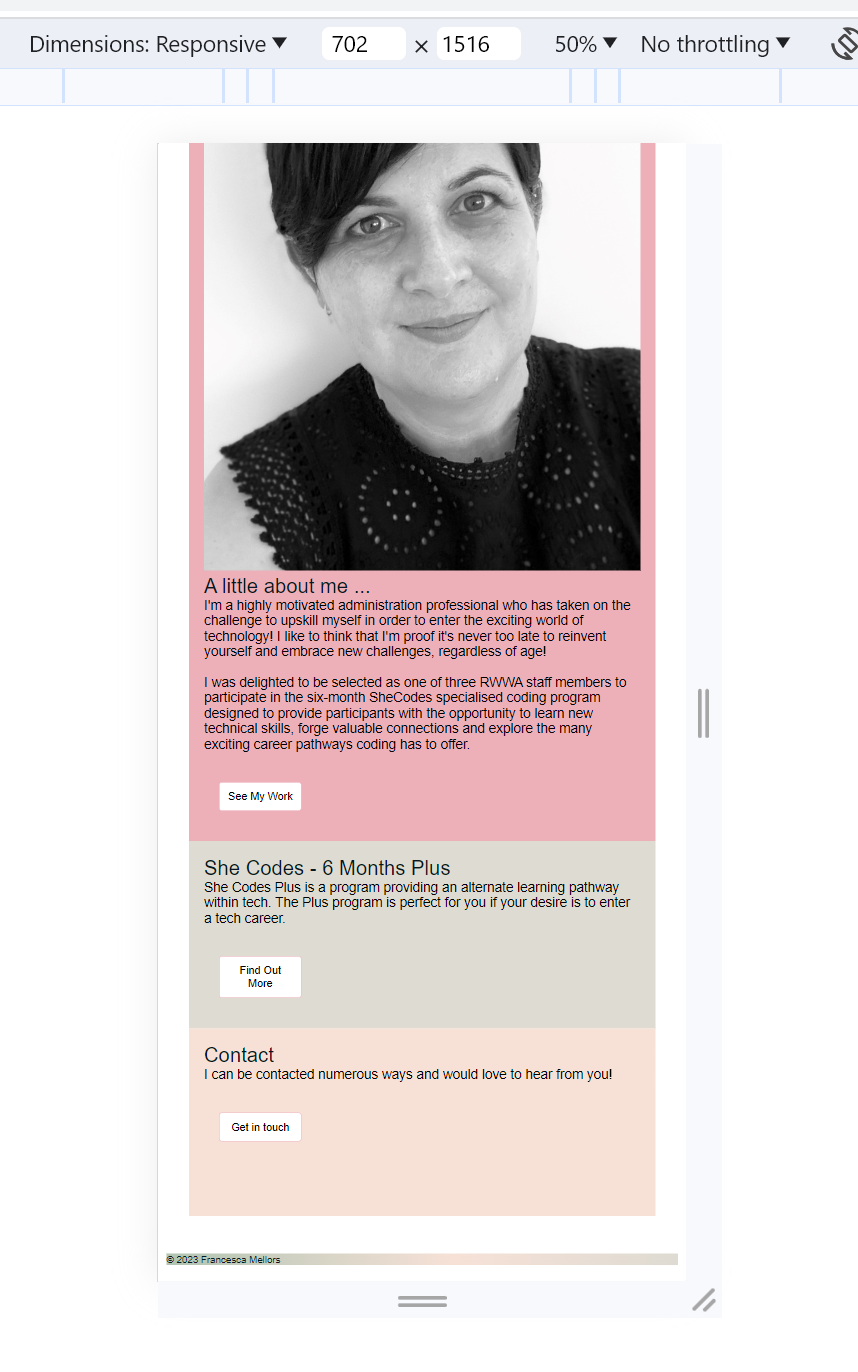 Dimensions: Responsive 702 × 1516 50% No throttling
A little about me ...
I'm a highly motivated administration professional who has taken on the
challenge to upskill myself in order to enter the exciting world of
technology! I like to think that I'm proof it's never too late to reinvent
yourself and embrace new challenges, regardless of age!
I was delighted to be selected as one of three RWWA staff members to
participate in the six-month SheCodes specialised coding program
designed to provide participants with the opportunity to learn new
technical skills, forge valuable connections and explore the many
exciting career pathways coding has to offer.
See My Work
She Codes - 6 Months Plus
She Codes Plus is a program providing an alternate learning pathway
within tech. The Plus program is perfect for you if your desire is to enter
a tech career.
Find Out
More
Contact
I can be contacted numerous ways and would love to hear from you!
Get in touch
© 2023 Francesca Mellors